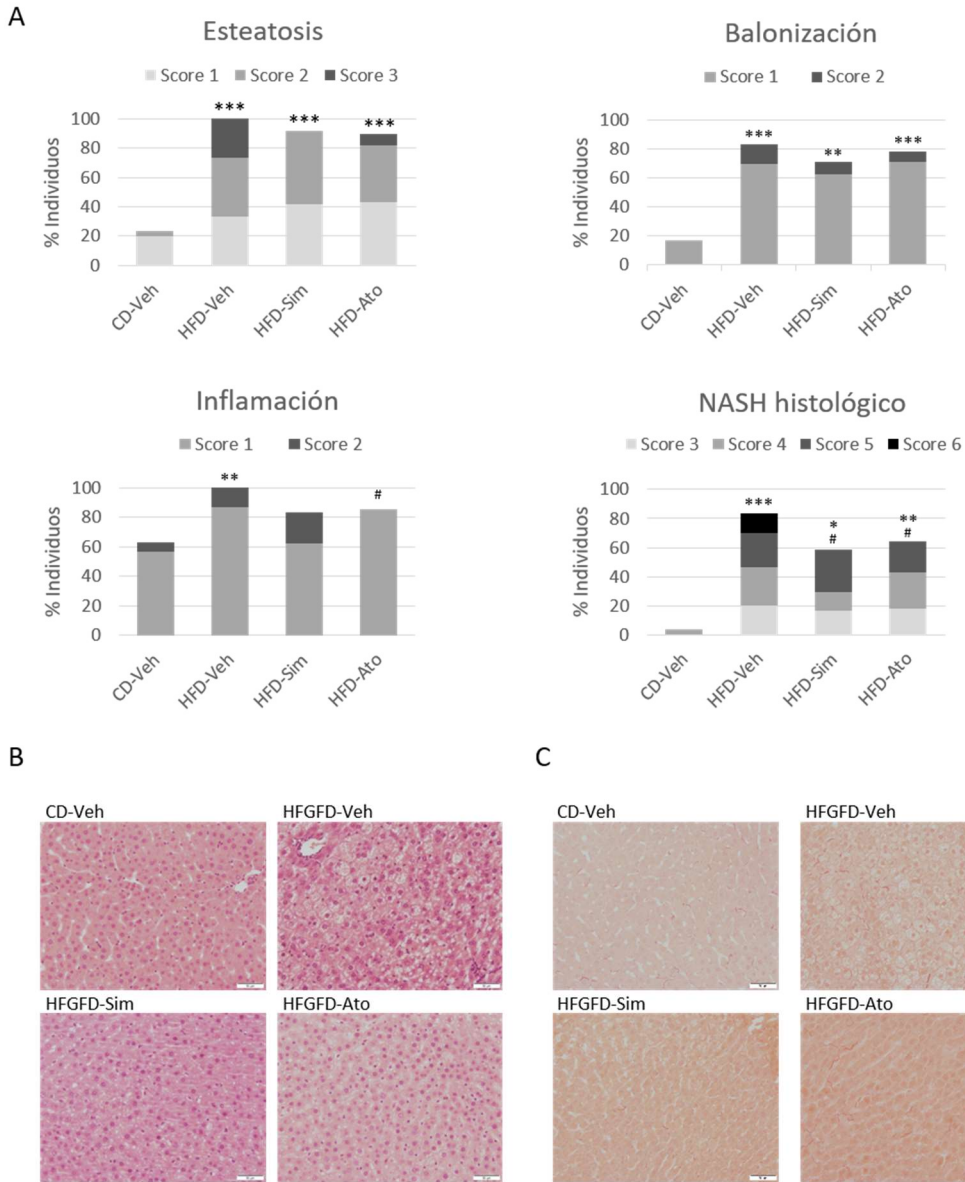 A
Esteatosis
Score 1 Score 2 Score 3
% Individuos
100
80
60
40
20
0
***
***
***
CD-Veh
HFD-Veh
HFD-Sim
HFD-Ato
Balonización
Score 1 Score 2
% Individuos
100
80
60
40
20
0
***
**
***
CD-Veh
HFD-Veh
HFD-Sim
HFD-Ato
Inflamación
Score 1 Score 2
% Individuos
100
80
60
40
20
0
**
#
CD-Veh
HFD-Veh
HFD-Sim
HFD-Ato
NASH histológico
Score 3 Score 4 Score 5 Score 6
% Individuos
100
80
60
40
20
0
***
*
#
**
#
CD-Veh
HFD-Veh
HFD-Sim
HFD-Ato
B
CD-Veh
HFGFD-Veh
HFGFD-Sim
HFGFD-Ato
C
CD-Veh
HFGFD-Veh
HFGFD-Sim
HFGFD-Ato